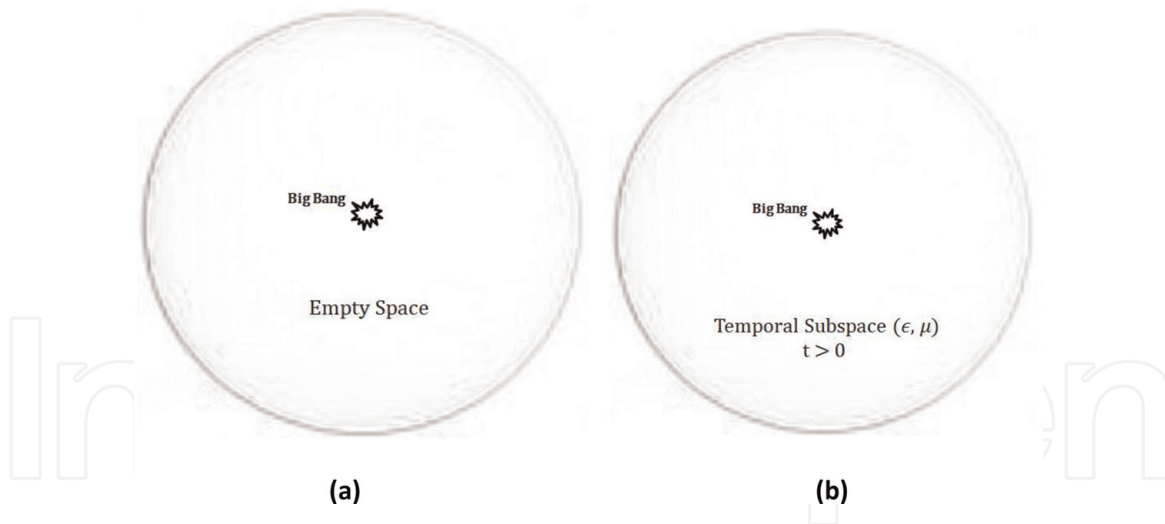 Big Bang
Empty Space
(a)
Big Bang
Temporal Subspace (ϵ, μ)
t > 0
(b)